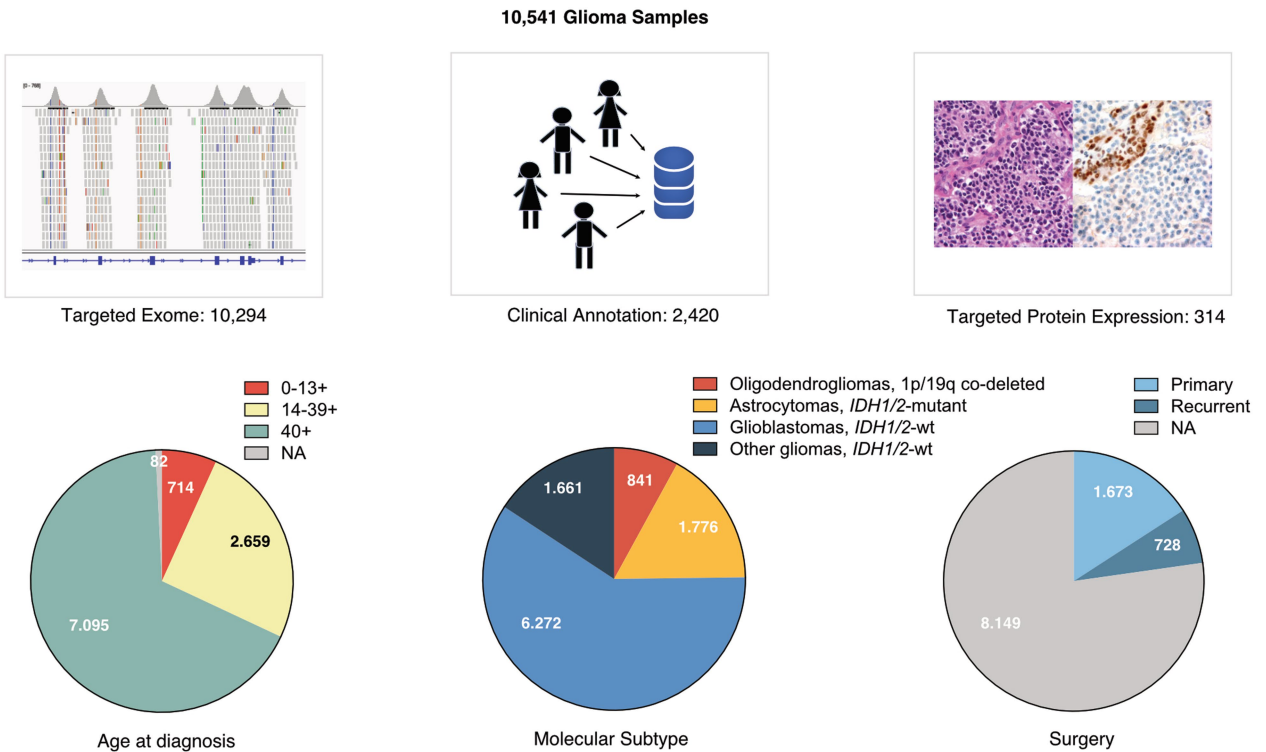 10,541 Glioma Samples
[0 - 768]
Targeted Exome: 10,294
Clinical Annotation: 2,420
Targeted Protein Expression: 314
0-13+
14-39+
40+
NA
82
714
2.659
7.095
Age at diagnosis
Oligodendrogliomas, 1p/19q co-deleted
Astrocytomas, IDH1/2-mutant
Glioblastomas, IDH1/2-wt
Other gliomas, IDH1/2-wt
1.661
841
1.776
6.272
Molecular Subtype
Primary
Recurrent
NA
1.673
728
8.149
Surgery